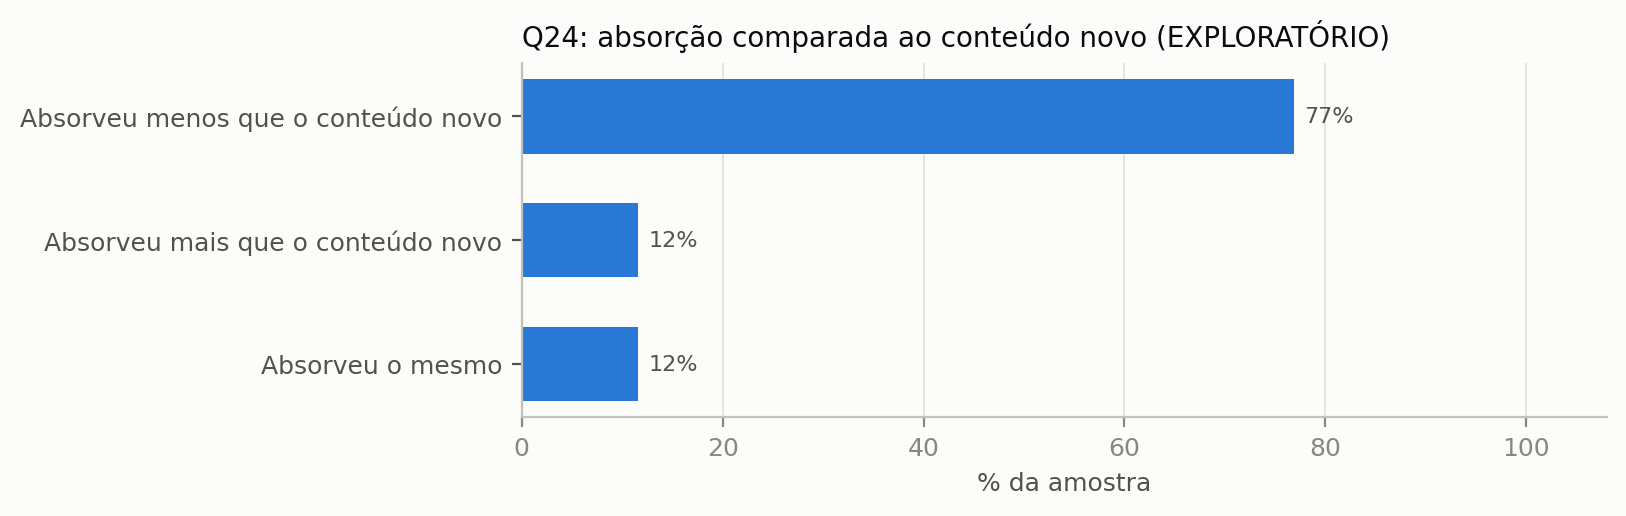 Q24: absorção comparada ao conteúdo novo (EXPLORATÓRIO)
Absorveu menos que o conteúdo novo
77%
Absorveu mais que o conteúdo novo
12%
Absorveu o mesmo
12%
0 20 40 60 80 100
% da amostra